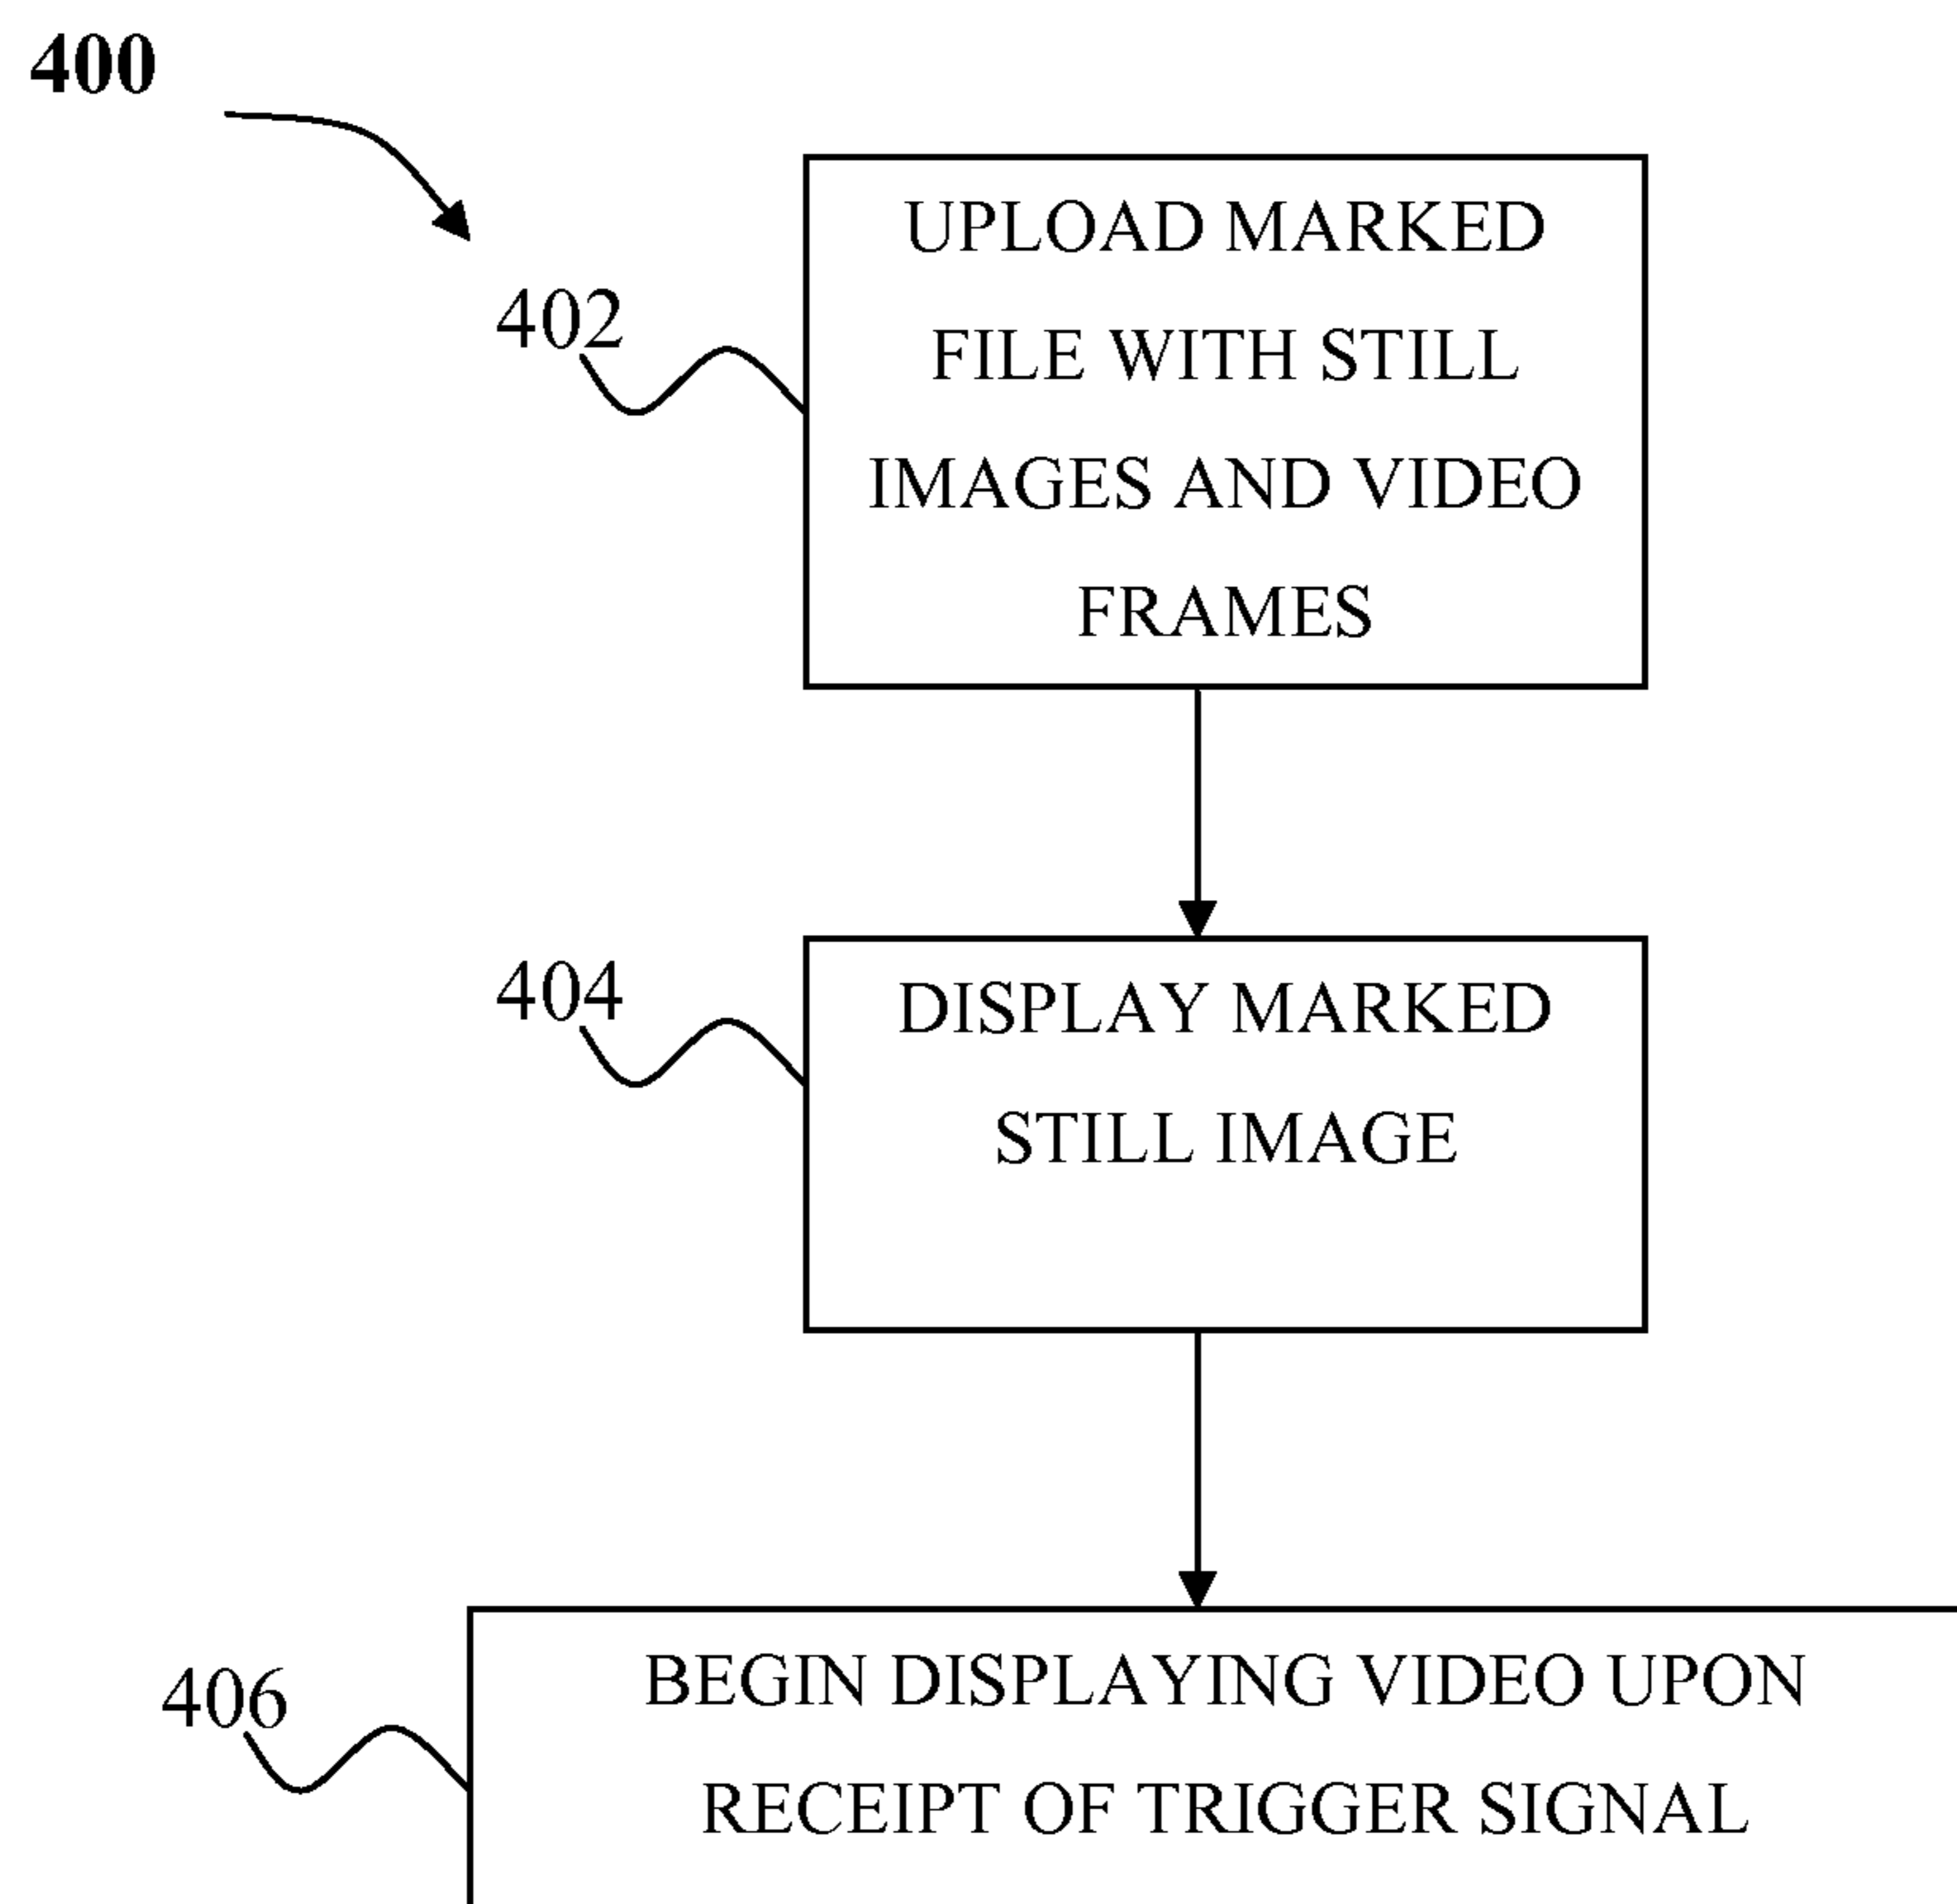 400
402
UPLOAD MARKED
FILE WITH STILL
IMAGES AND VIDEO
FRAMES
404
DISPLAY MARKED
STILL IMAGE
406
BEGIN DISPLAYING VIDEO UPON
RECEIPT OF TRIGGER SIGNAL